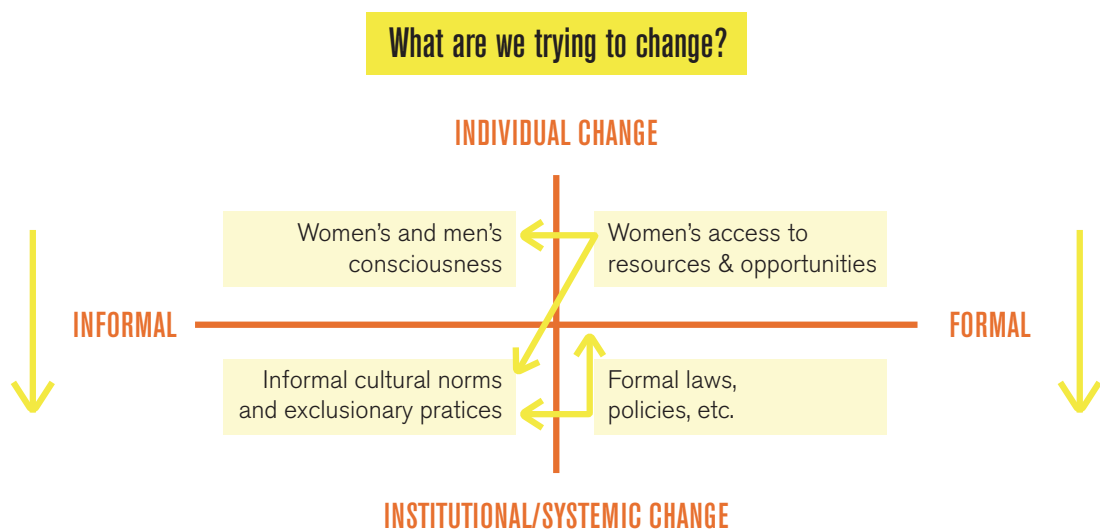 What are we trying to change?
INDIVIDUAL CHANGE
Women's and men's
consciousness
Women's access to
resources & opportunities
INFORMAL
FORMAL
Informal cultural norms
and exclusionary pratices
Formal laws,
policies, etc.
INSTITUTIONAL/SYSTEMIC CHANGE